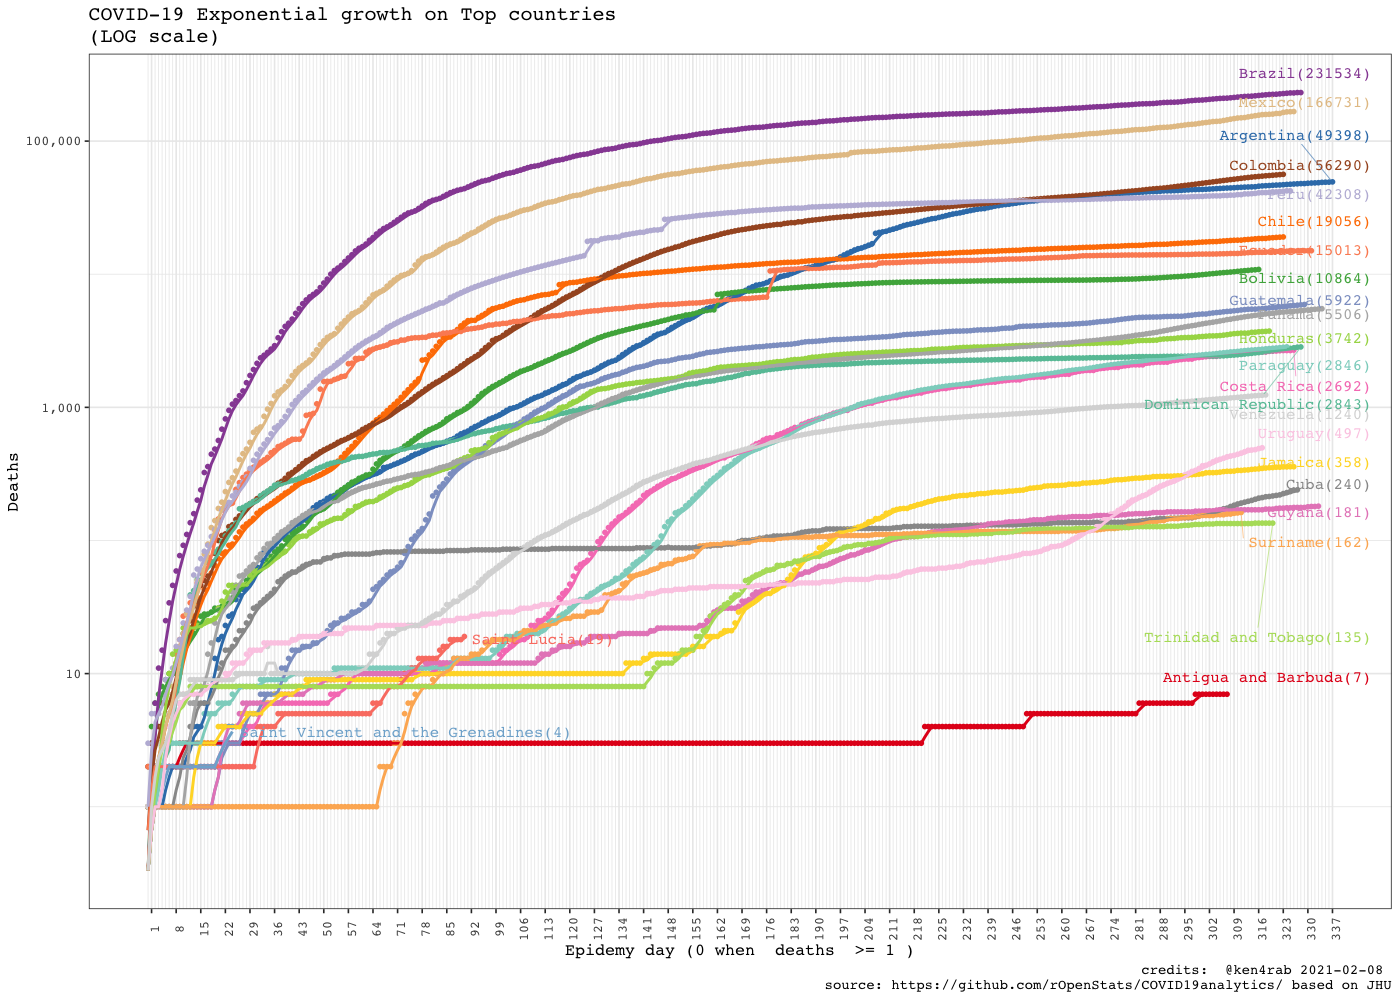 COVID-19 Exponential growth on Top countries
(LOG scale)
Brazil(231534)
Mexico(166731)
100,000
Argentina(49398)
Colombia(56290)
Peru(42308)
Chile(19056)
Ecuador(15013)
Bolivia(10864)
Guatemala(5922)
Panama(5506)
Honduras(3742)
Paraguay(2846)
Costa Rica(2692)
1,000
Dominican Republic(2843)
Venezuela(1240)
Uruguay(497)
Jamaica(358)
Deaths
Cuba(240)
Guyana(181)
Suriname(162)
Saint Lucia(19)
Trinidad and Tobago(135)
10
Antigua and Barbuda(7)
Saint Vincent and the Grenadines(4)
1 8 15 22 29 36 43 50 57 64 71 78 85 92 99 106 113 120 127 134 141 148 155 162 169 176 183 190 197 204 211 218 225 232 239 246 253 260 267 274 281 288 295 302 309 316 323 330 337
Epidemy day (0 when deaths >= 1 )
credits: @ken4rab 2021-02-08
source: https://github.com/rOpenStats/COVID19analytics/ based on JHU